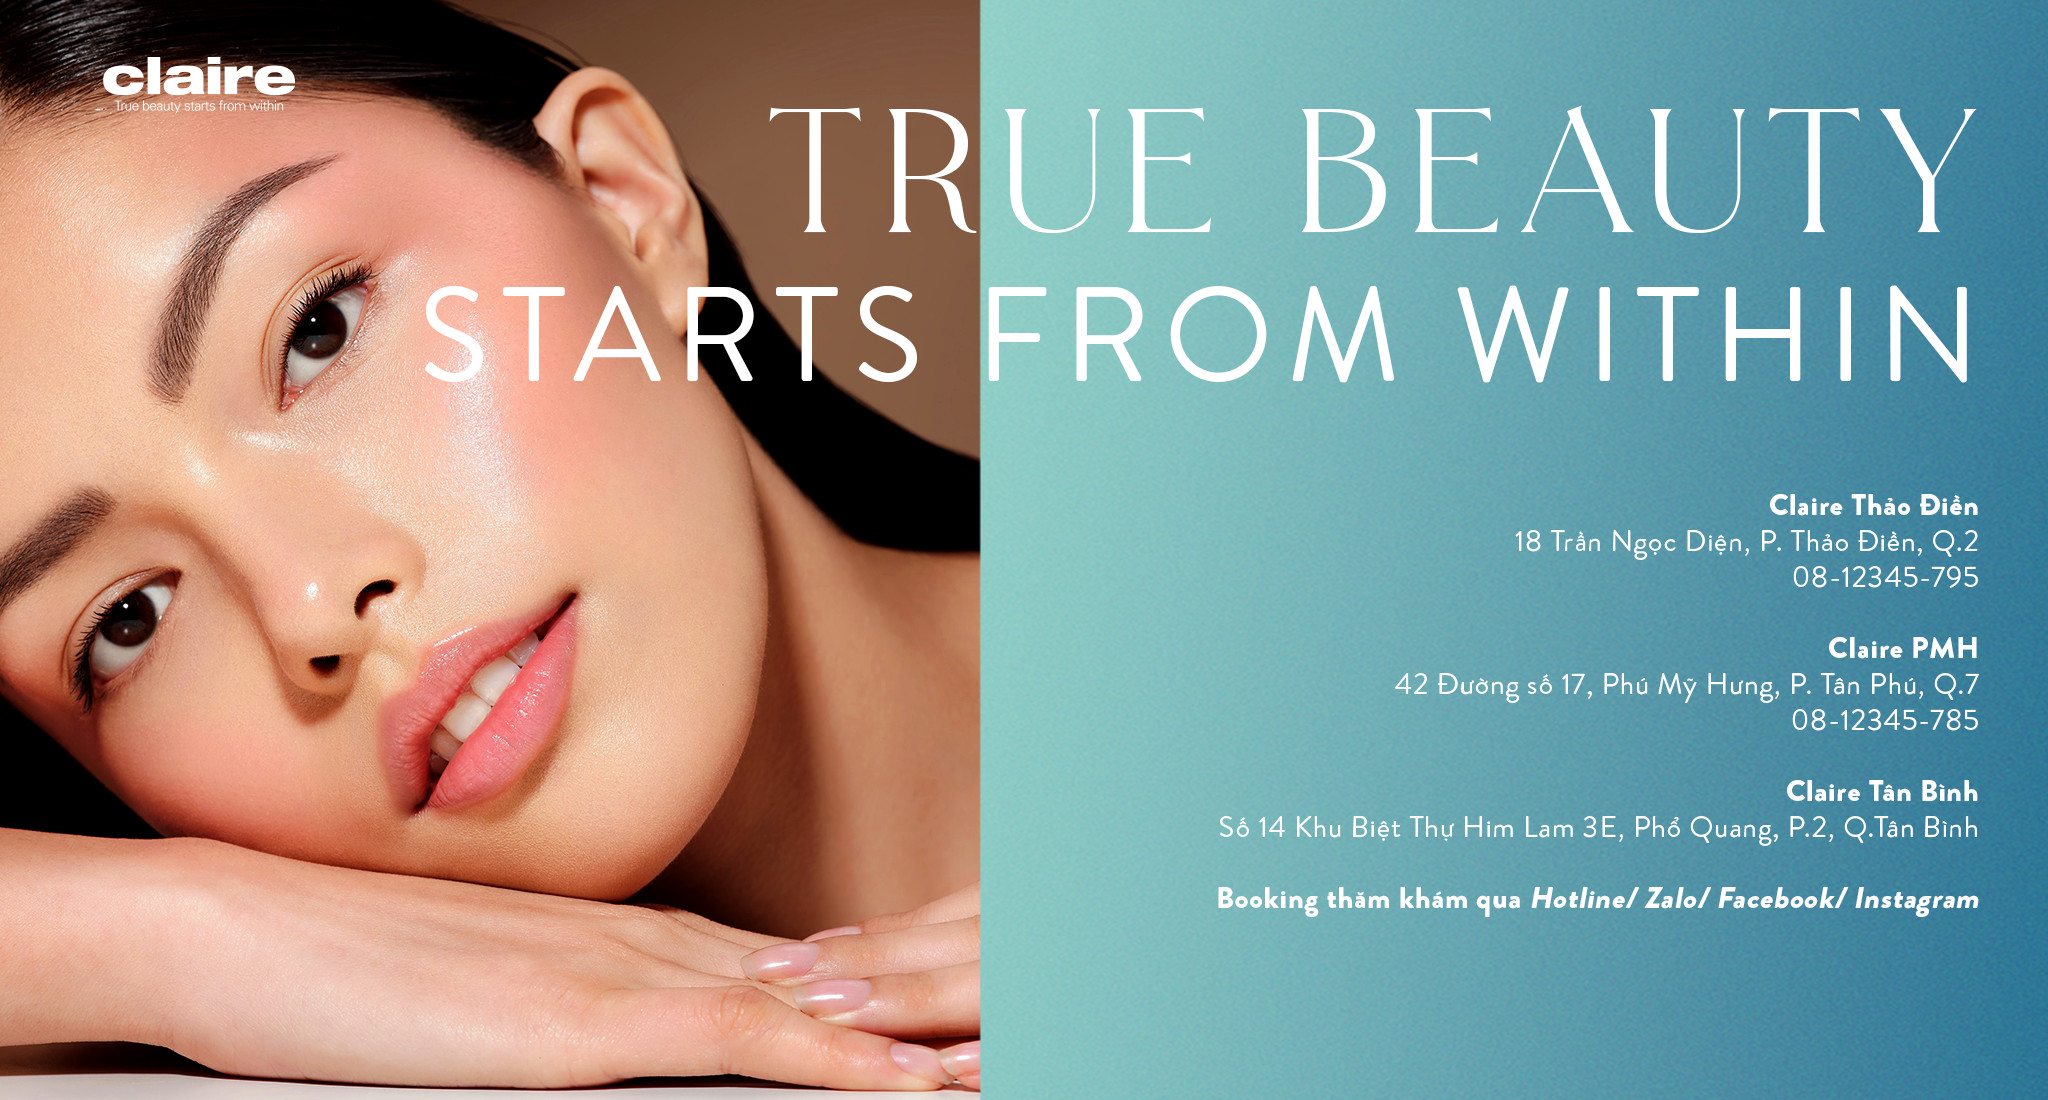 claire
True beauty starts from within
TRUE BEAUTY
STARTS FROM WITHIN
Claire Thảo Điền
18 Trần Ngọc Diện, P. Thảo Điền, Q.2
08-12345-795
Claire PMH
42 Đường số 17, Phú Mỹ Hưng, P. Tân Phú, Q.7
08-12345-785
Claire Tân Bình
Số 14 Khu Biệt Thự Him Lam 3E, Phổ Quang, P.2, Q.Tân Bình
Booking thăm khám qua Hotline/ Zalo/ Facebook/ Instagram